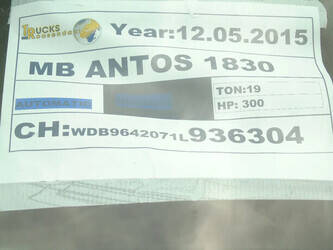 TRUCKS
Year:12.05.2015
MB ANTOS 1830
AUTOMATIC
TON:19
HP: 300
CH:WDB9642071L936304